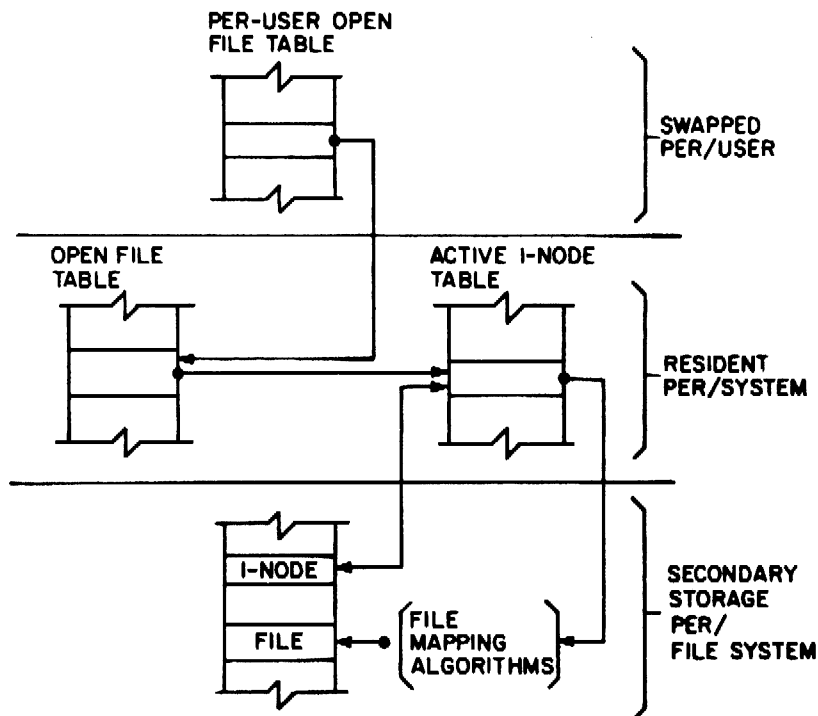 PER-USER OPEN
FILE TABLE
SWAPPED
PER/USER
OPEN FILE
TABLE
ACTIVE I-NODE
TABLE
RESIDENT
PER/SYSTEM
I-NODE
FILE
FILE
MAPPING
ALGORITHMS
SECONDARY
STORAGE
PER/
FILE SYSTEM